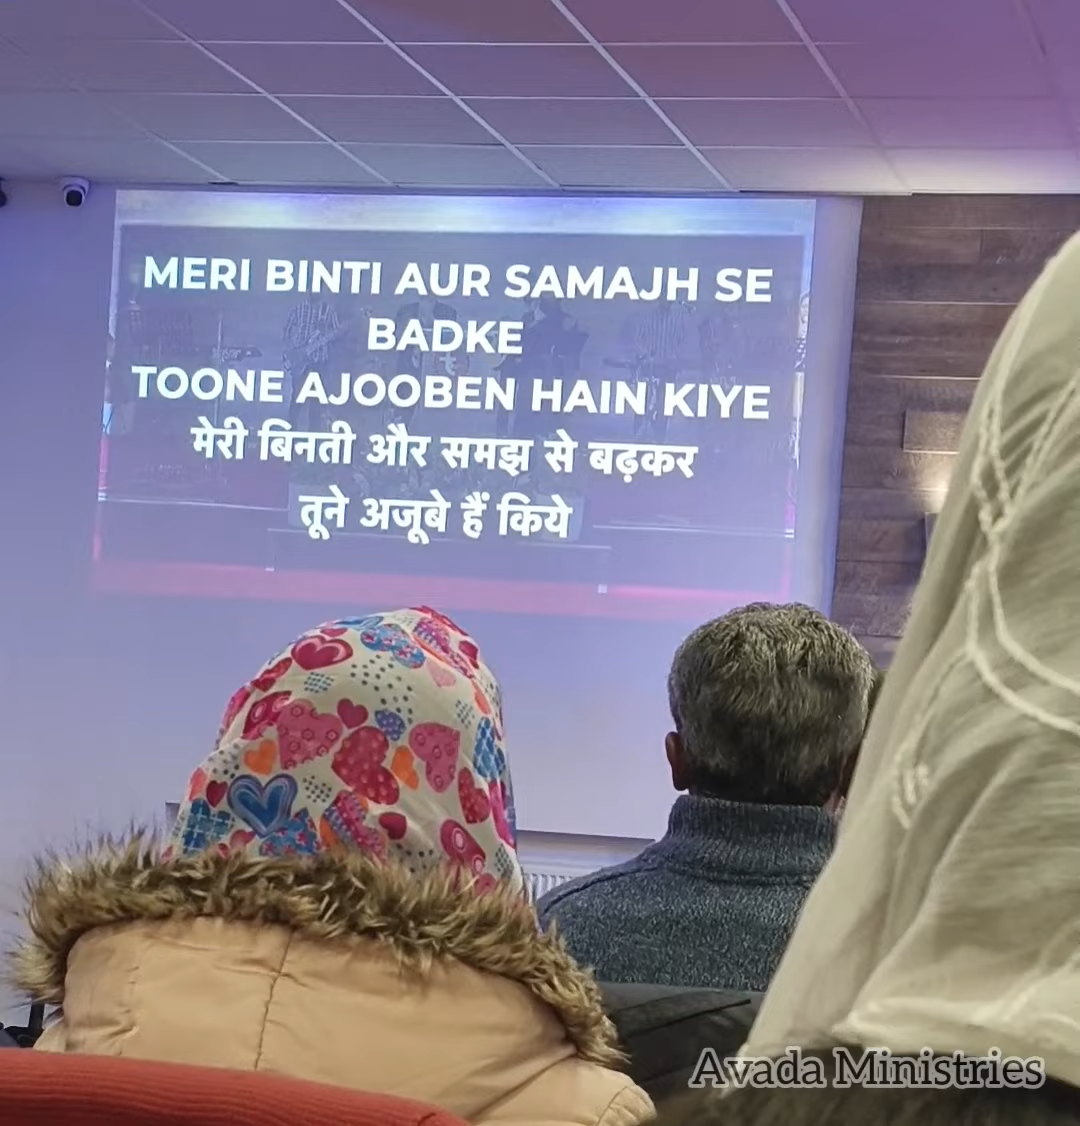 MERI BINTI AUR SAMAJH SE
BADKE
TOONE AJOOBEN HAIN KIYE
मेरी बिनती और समझ से बढ़कर
तूने अजूबे हैं किये
Avada Ministries